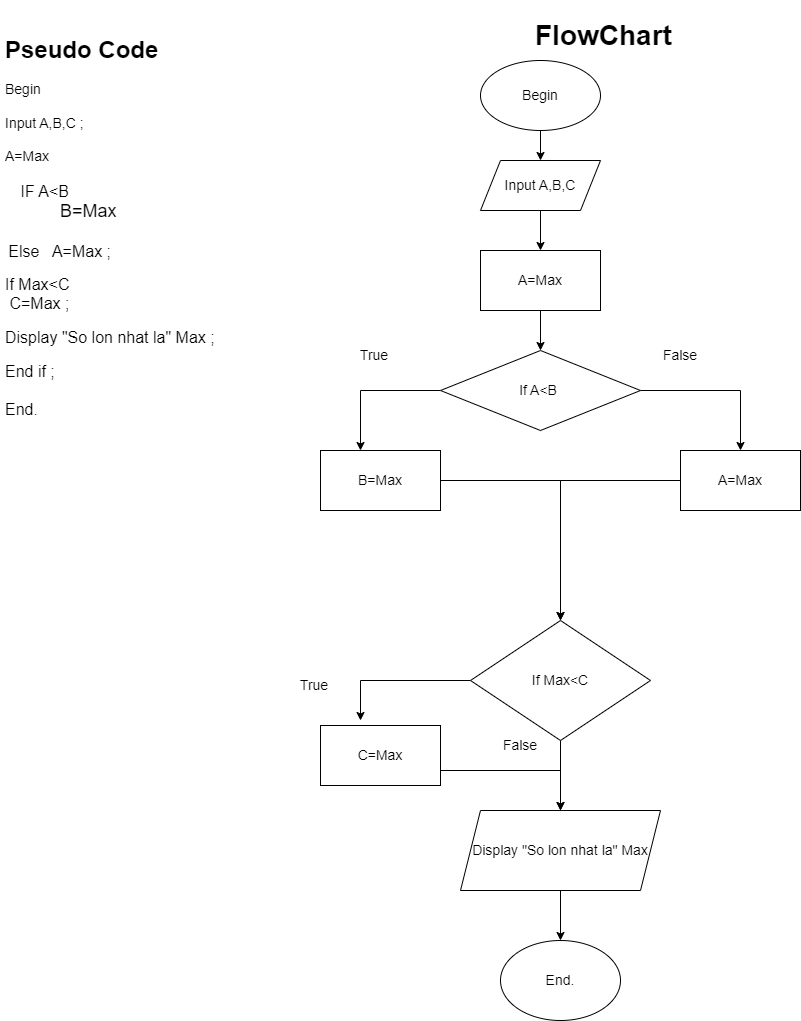 Pseudo Code
Begin
Input A,B,C ;
A=Max
IF A<B
B=Max
Else   A=Max ;
If Max<C
C=Max ;
Display "So lon nhat la" Max ;
End if ;
End.
FlowChart
Begin
Input A,B,C
A=Max
True
False
If A<B
B=Max
A=Max
If Max<C
True
False
C=Max
Display "So lon nhat la" Max
End.